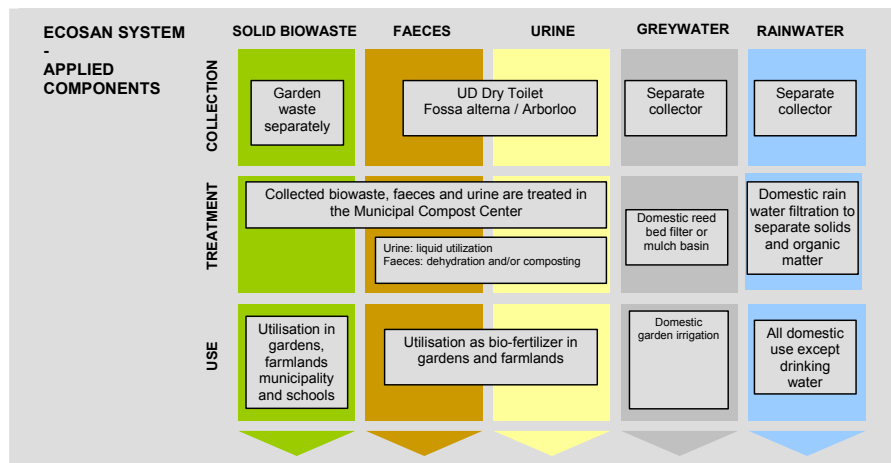 ECOSAN SYSTEM
-
APPLIED
COMPONENTS
SOLID BIOWASTE
FAECES
URINE
GREYWATER
RAINWATER
COLLECTION
Garden
waste
separately
UD Dry Toilet
Fossa alterna / Arborloo
Separate
collector
Separate
collector
TREATMENT
Collected biowaste, faeces and urine are treated in
the Municipal Compost Center
Urine: liquid utilization
Faeces: dehydration and/or composting
Domestic reed
bed filter or
mulch basin
Domestic rain
water filtration to
separate solids
and organic
matter
USE
Utilisation in
gardens,
farmlands
municipality
and schools
Utilisation as bio-fertilizer in
gardens and farmlands
Domestic
garden irrigation
All domestic
use except
drinking
water